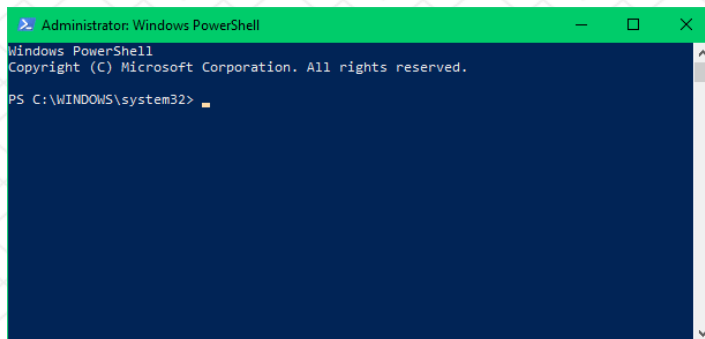 Administrator: Windows PowerShell
Windows PowerShell
Copyright (C) Microsoft Corporation. All rights reserved.
PS C:\WINDOWS\system32>